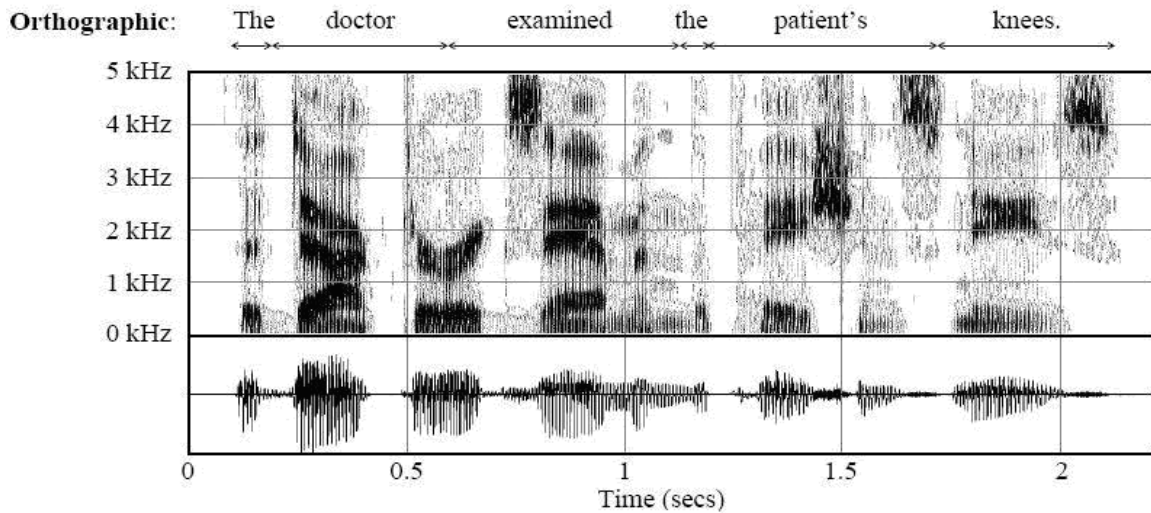 Orthographic: The doctor examined the patient’s knees.
5 kHz
4 kHz
3 kHz
2 kHz
1 kHz
0 kHz
0 0.5 1 1.5 2
Time (secs)